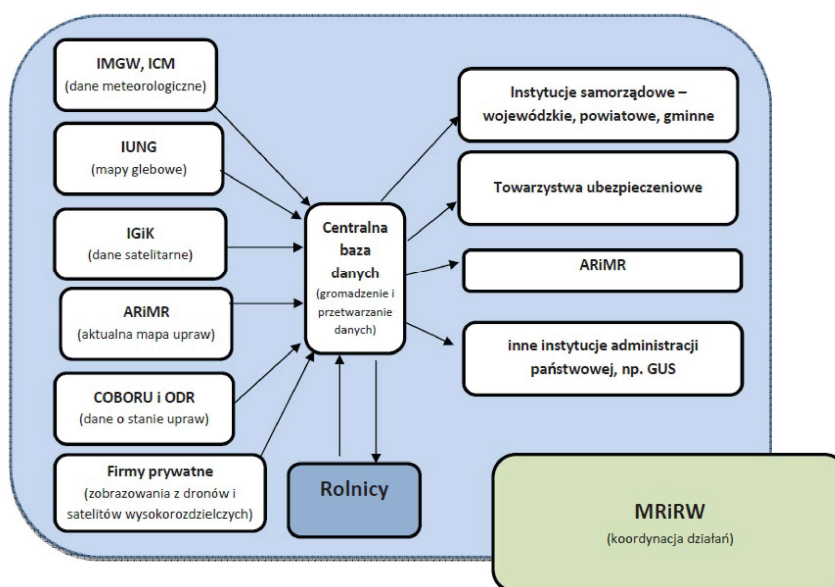 IMGW, ICM
(dane meteorologiczne)
IUNG
(mapy glebowe)
IGiK
(dane satelitarne)
ARiMR
(aktualna mapa upraw)
COBORU i ODR
(dane o stanie upraw)
Firmy prywatne
(zobrazowania z dronów i
satelitów wysokorozdzielczych)
Centralna
baza
danych
(gromadzenie i
przetwarzanie
danych)
Rolnicy
Instytucje samorządowe –
wojewódzkie, powiatowe, gminne
Towarzystwa ubezpieczeniowe
ARiMR
inne instytucje administracji
państwowej, np. GUS
MRiRW
(koordynacja działań)